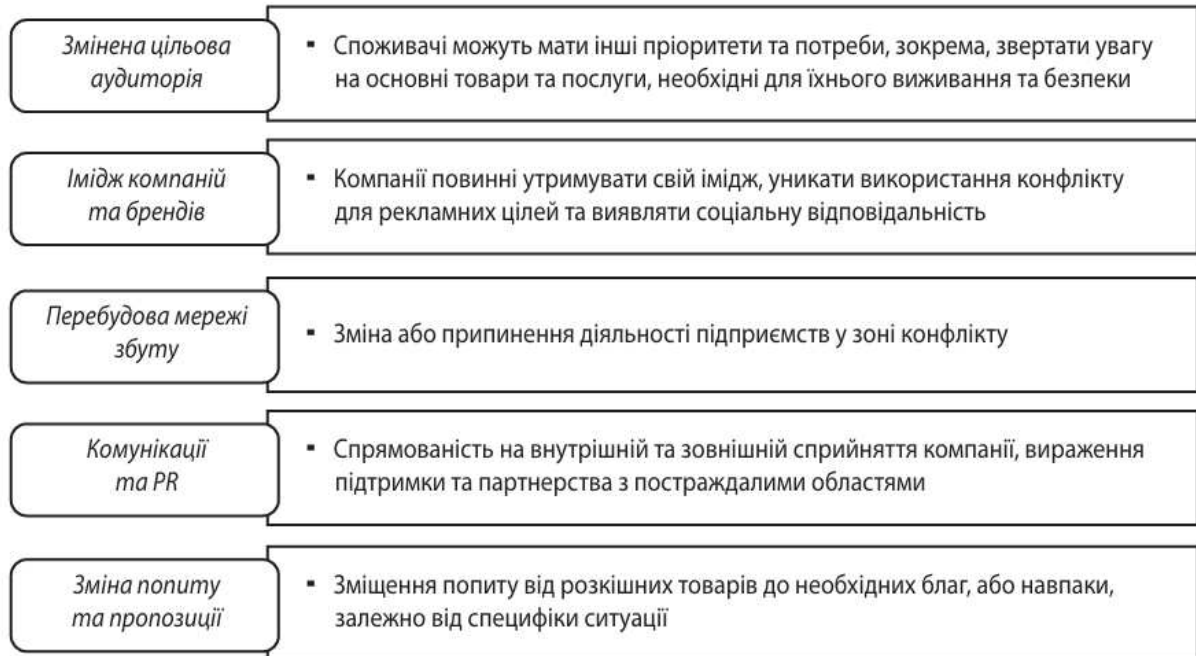 Змінена цільова
аудиторія
▪ Споживачі можуть мати інші пріоритети та потреби, зокрема, звертати увагу
на основні товари та послуги, необхідні для їхнього виживання та безпеки
Імідж компаній
та брендів
▪ Компанії повинні утримувати свій імідж, уникати використання конфлікту
для рекламних цілей та виявляти соціальну відповідальність
Перебудова мережі
збуту
▪ Зміна або припинення діяльності підприємств у зоні конфлікту
Комунікації
та PR
▪ Спрямованість на внутрішній та зовнішній сприйняття компанії, вираження
підтримки та партнерства з постраждалими областями
Зміна попиту
та пропозиції
▪ Зміщення попиту від розкішних товарів до необхідних благ, або навпаки,
залежно від специфіки ситуації